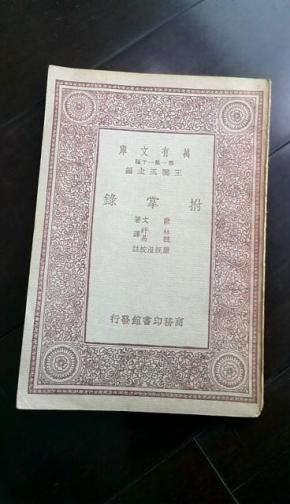 庫文有萬
種千一集一第
王雲五主編
錄掌拊
歐文著
林紓
魏易
譯
嚴既澄校註
行發館書印務商